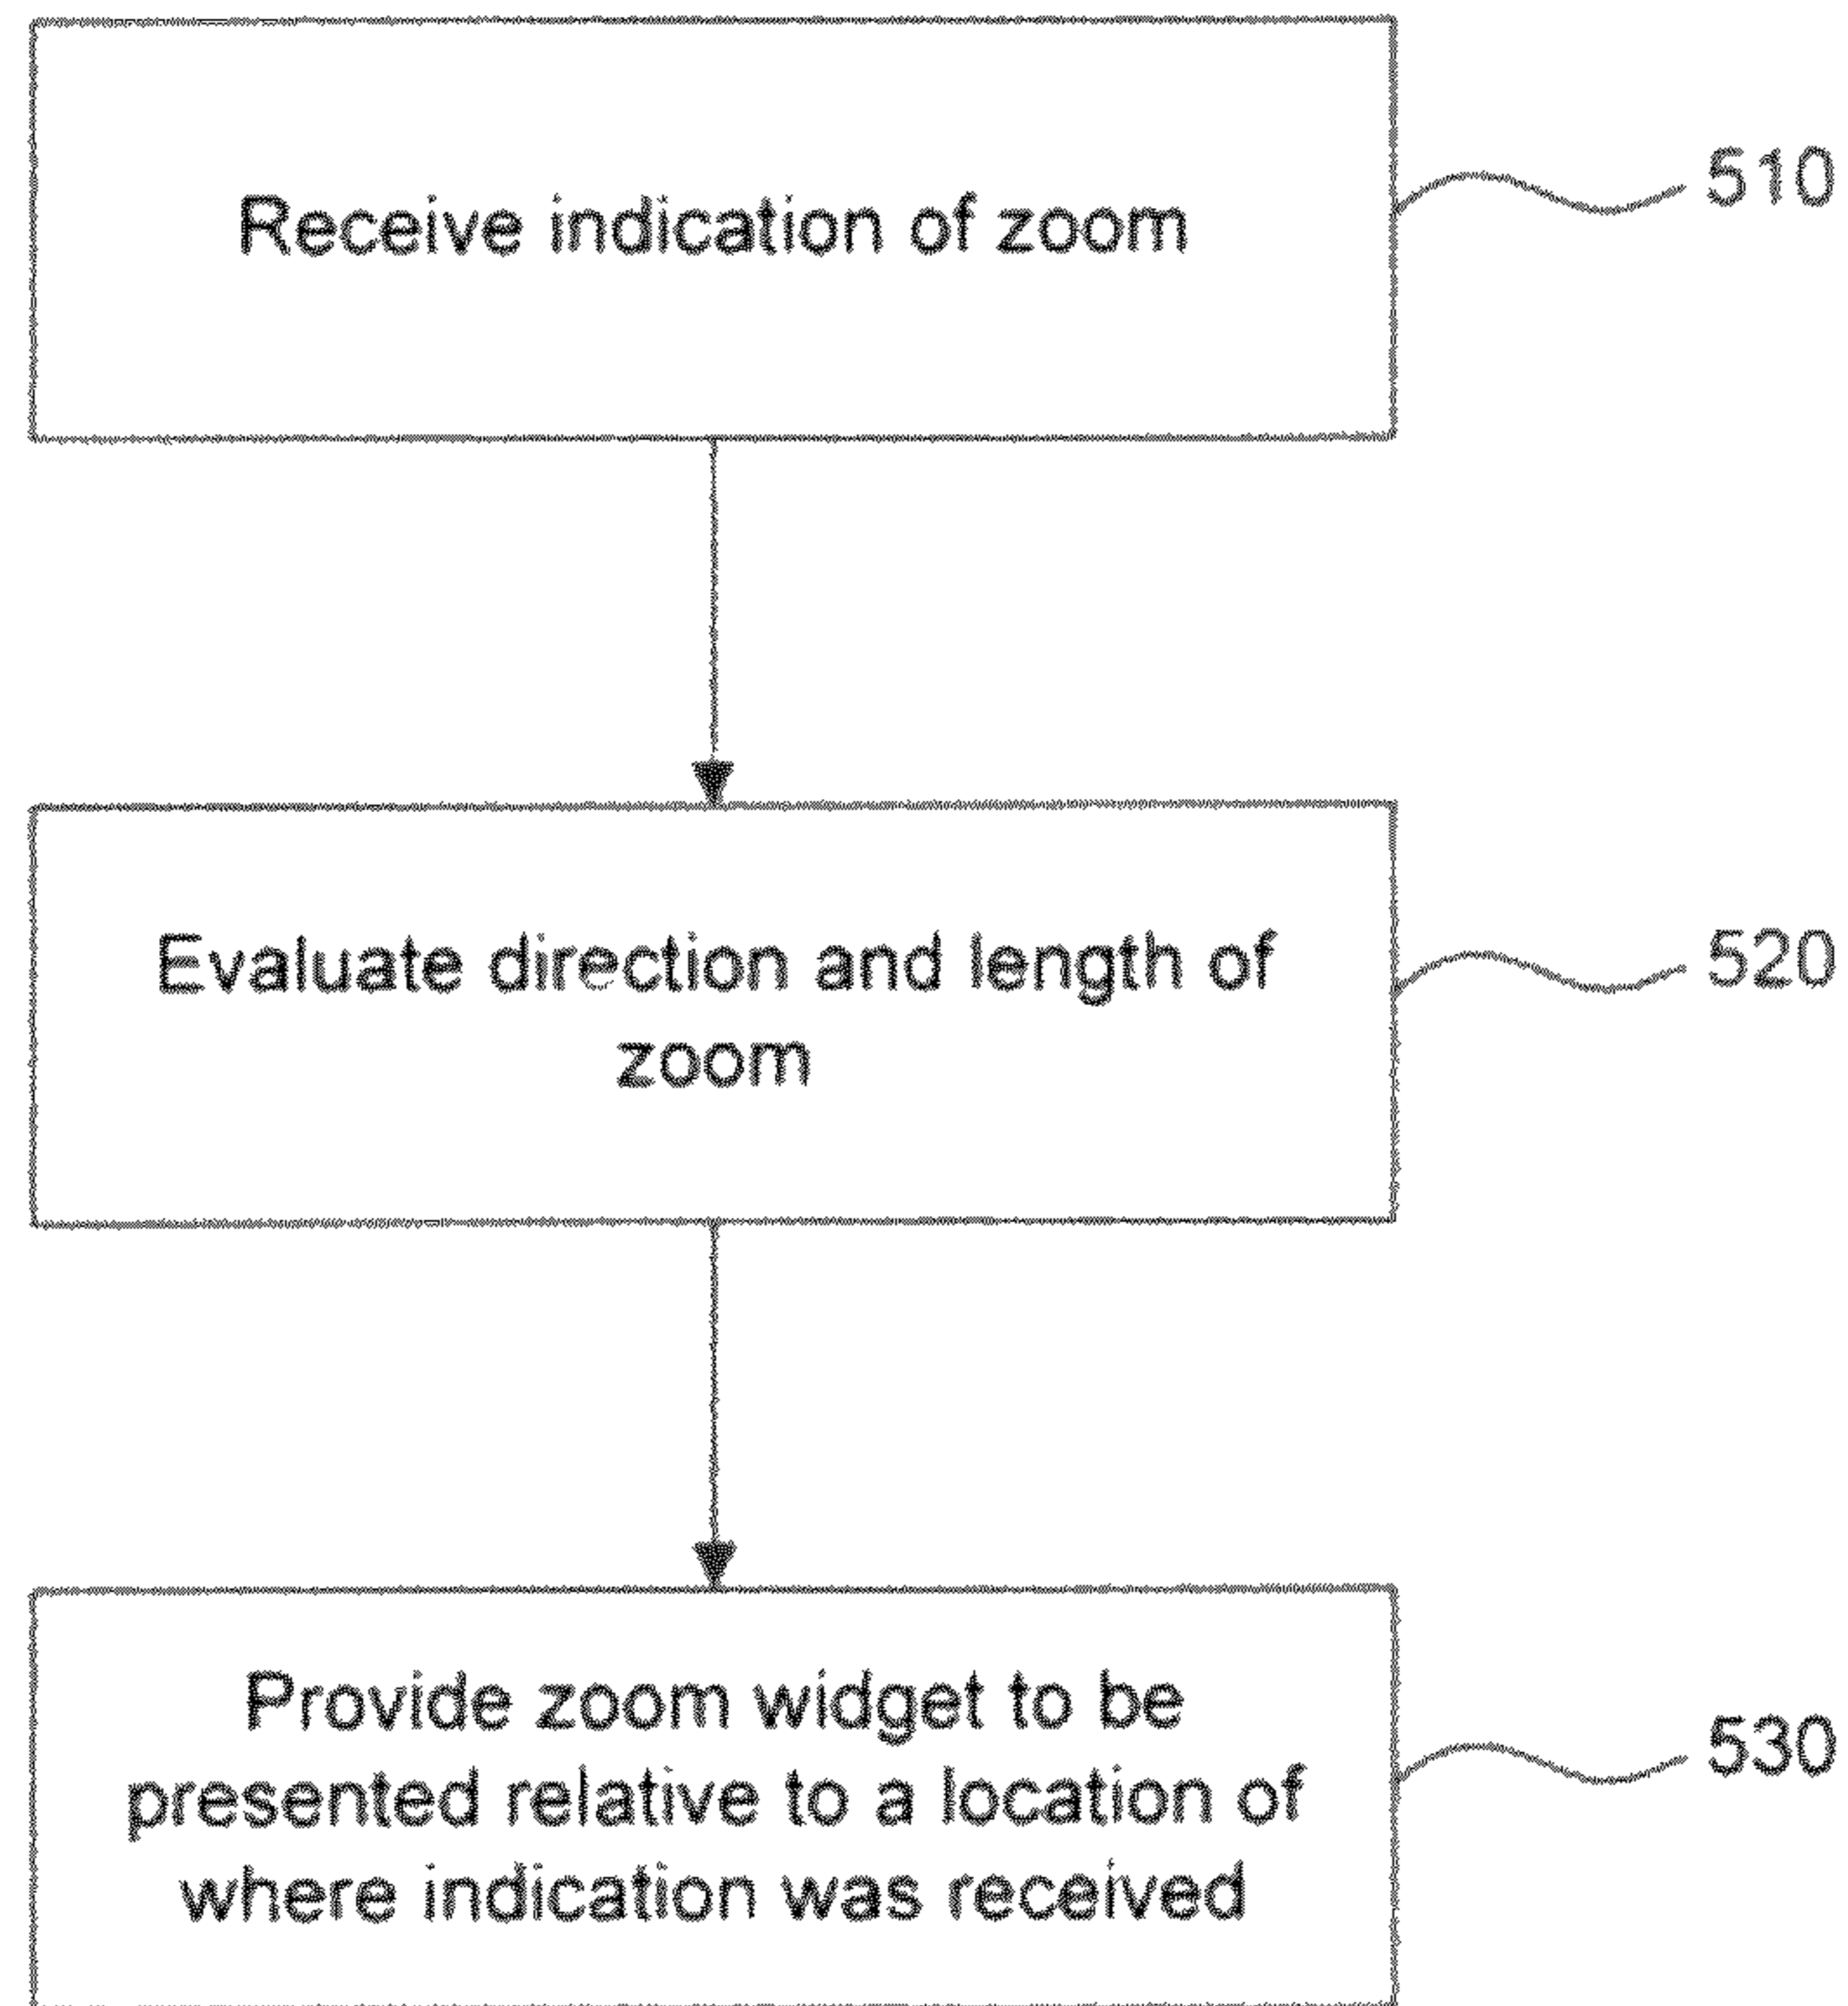 Receive indication of zoom
510
Evaluate direction and length of
zoom
520
Provide zoom widget to be
presented relative to a location of
where indication was received
530